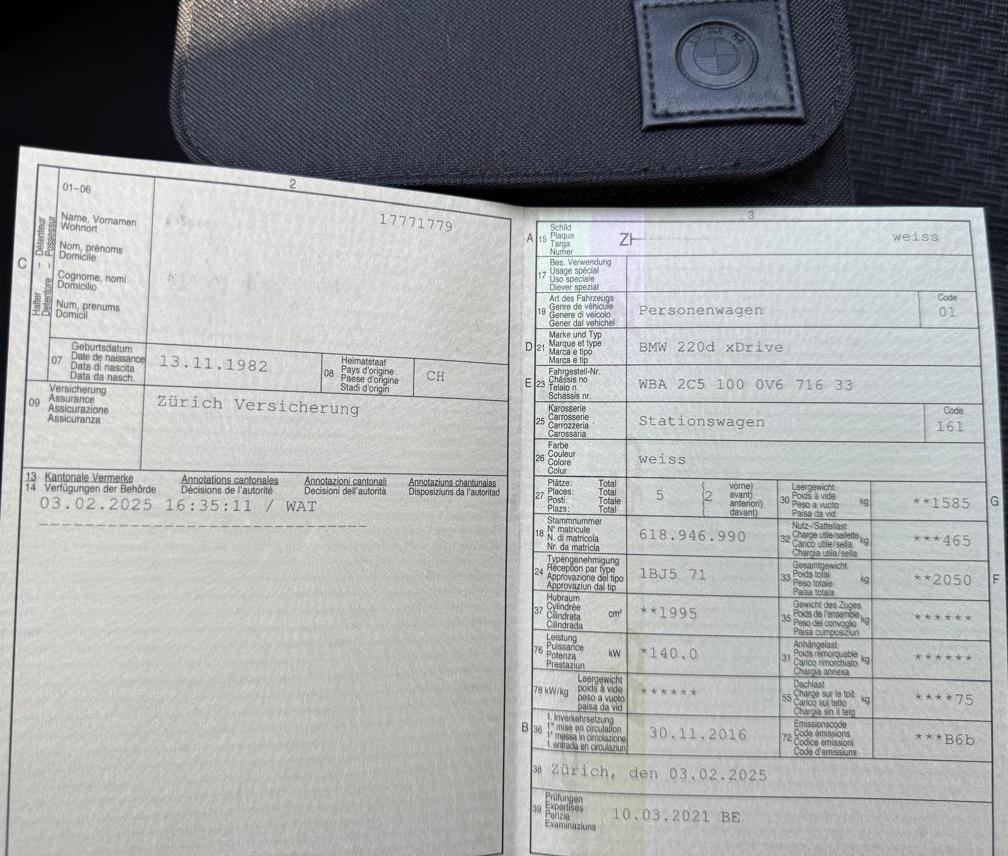 BMW
2
01-06
17771779
C
Halter - Détenteur
Detentore - Possessur
Name, Vornamen
Wohnort
Nom, prénoms
Domicile
Cognome, nomi
Domicilio
Num, prenums
Domicil
07
Geburtsdatum
Date de naissance
Data di nascita
Data da nasch.
13.11.1982
08
Heimatstaat
Pays d'origine
Paese d'origine
Stadi d'origin
CH
09
Versicherung
Assurance
Assicurazione
Assicuranza
Zürich Versicherung
13 Kantonale Vermerke Annotations cantonales Annotazioni cantonali Annotaziuns chantunalas
14 Verfügungen der Behörde Décisions de l'autorité Decisioni dell'autorità Disposiziuns da l'autoritad
03.02.2025 16:35:11 / WAT
3
A 15
Schild
Plaque
Targa
Numer
ZH
weiss
17
Bes. Verwendung
Usage spécial
Uso speciale
Diever spezial
19
Art des Fahrzeugs
Genre de véhicule
Genere di veicolo
Gener dal vehichel
Personenwagen
Code
01
D 21
Marke und Typ
Marque et type
Marca e tipo
Marca e tip
BMW 220d xDrive
E 23
Fahrgestell-Nr.
Châssis no
Telaio n.
Schassis nr.
WBA 2C5 100 0V6 716 33
25
Karosserie
Carrosserie
Carrozzeria
Carossaria
Stationswagen
Code
161
26
Farbe
Couleur
Colore
Colur
weiss
27
Plätze: Total
Places: Total
Posti: Totale
Plazs: Total
5 (2
vorne)
avant)
anteriori)
davant)
30
Leergewicht
Poids à vide
Peso a vuoto
Paisa da vid
kg
**1585
G
18
Stammnummer
N° matricule
N. di matricola
Nr. da matricla
618.946.990
32
Nutz-/Sattellast
Charge utile/sellette
Carico utile/sella
Chargia utila/sella
kg
***465
24
Typengenehmigung
Réception par type
Approvazione del tipo
Approvaziun dal tip
1BJ5 71
33
Gesamtgewicht
Poids total
Peso totale
Paisa totala
kg
**2050
F
37
Hubraum
Cylindrée
Cilindrata
Cilindrada
cm³
**1995
35
Gewicht des Zuges
Poids de l'ensemble
Peso del convoglio
Paisa cumposiziun
kg
******
76
Leistung
Puissance
Potenza
Prestaziun
kW
*140.0
31
Anhängelast
Poids remorquable
Carico rimorchiato
Chargia annexa
kg
******
78 kW/kg
Leergewicht
poids à vide
peso a vuoto
paisa da vid
******
55
Dachlast
Charge sur le toit
Carico sul tetto
Chargia sin il tetg
kg
****75
B 36
1. Inverkehrsetzung
1re mise en circulation
1a messa in circolazione
1. entrada en circulaziun
30.11.2016
72
Emissionscode
Code émissions
Codice emissioni
Code d'emissiuns
***B6b
38 Zürich, den 03.02.2025
39
Prüfungen
Expertises
Perizie
Examinaziuns
10.03.2021 BE